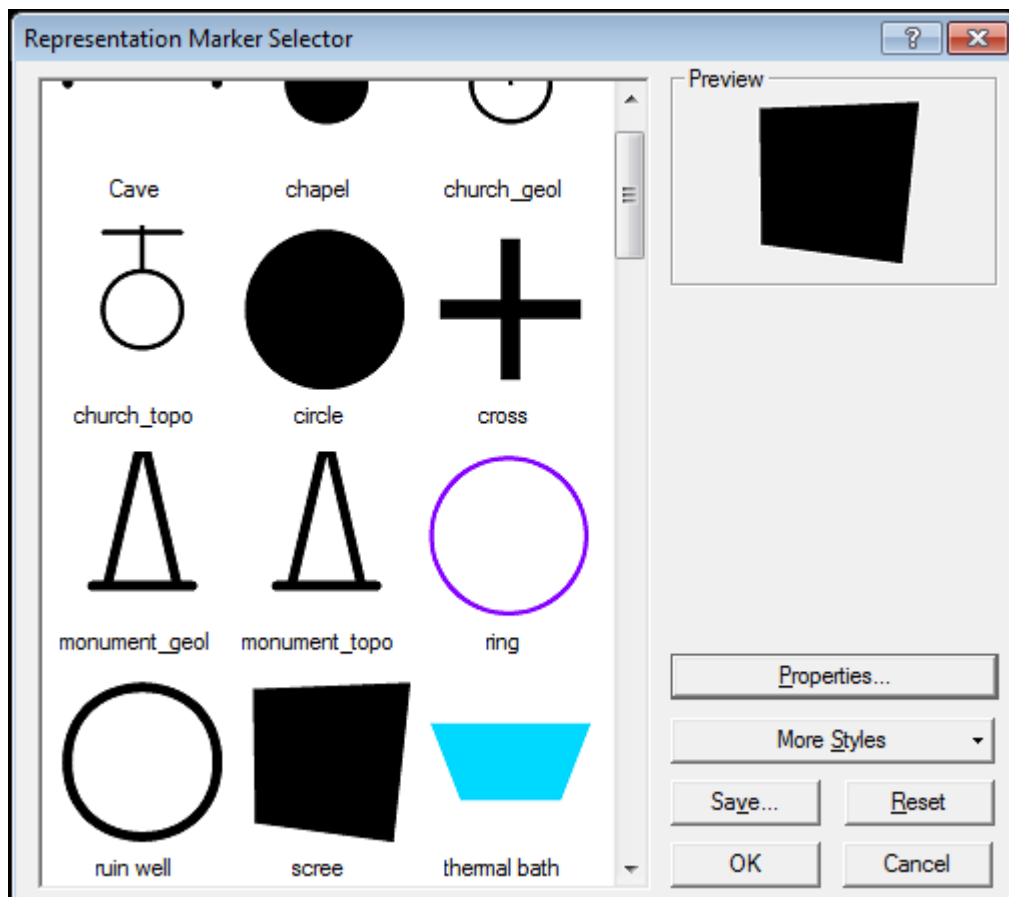 Representation Marker Selector
Preview
Cave chapel church_geol
church_topo circle cross
monument_geol monument_topo ring
ruin well scree thermal bath
Properties...
More Styles
Save... Reset
OK Cancel